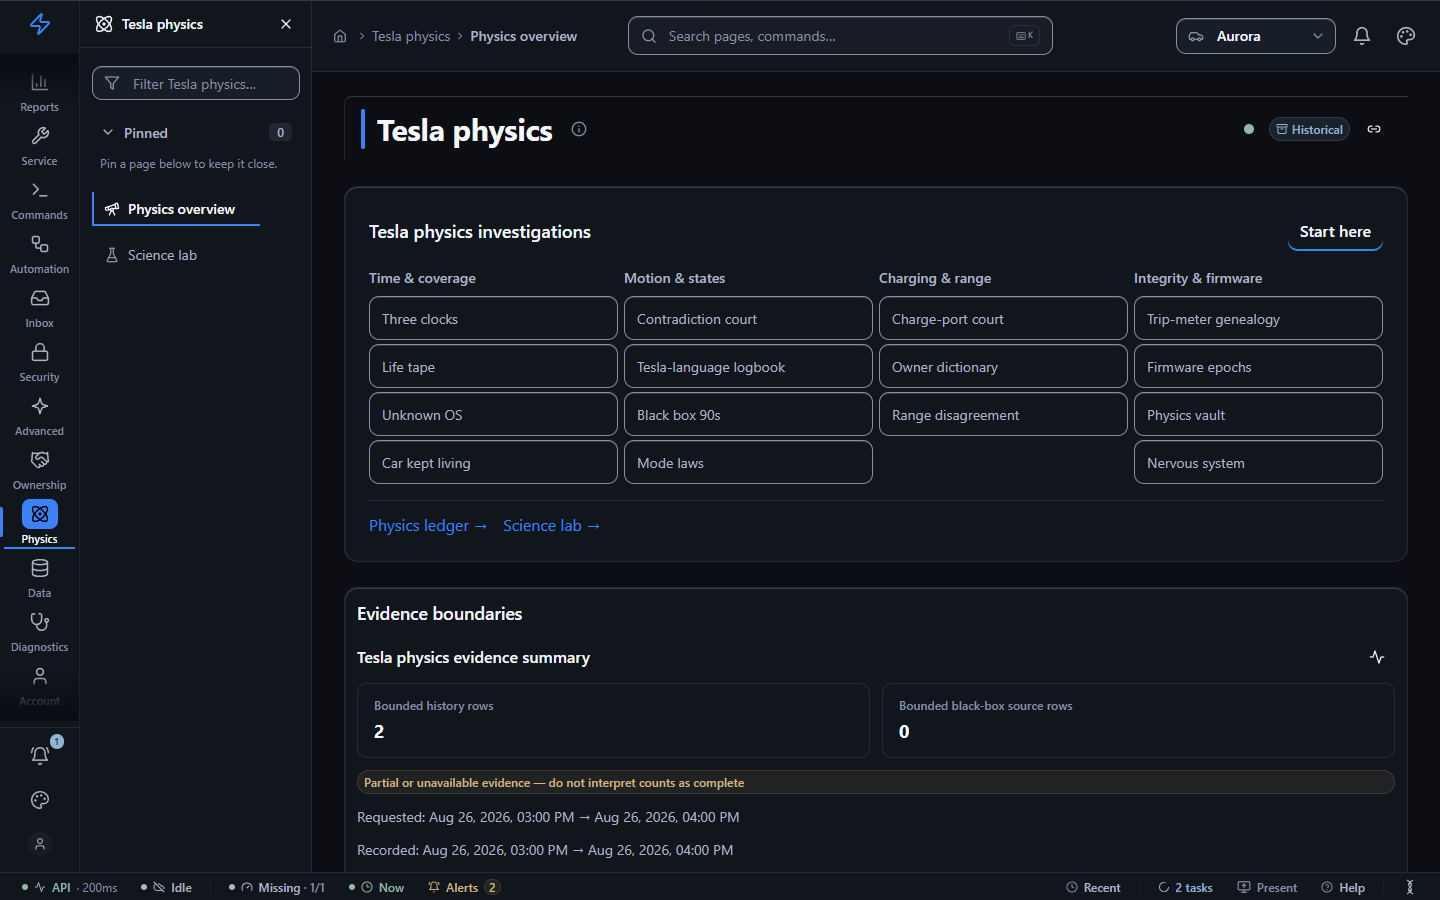 Tesla physics
Tesla physics
Physics overview
Search pages, commands...
K
Aurora
Reports
Service
Commands
Automation
Inbox
Security
Advanced
Ownership
Physics
Data
Diagnostics
Account
1
Filter Tesla physics...
Pinned
0
Pin a page below to keep it close.
Physics overview
Science lab
Tesla physics
Historical
Tesla physics investigations
Start here
Time & coverage
Three clocks
Life tape
Unknown OS
Car kept living
Motion & states
Contradiction court
Tesla-language logbook
Black box 90s
Mode laws
Charging & range
Charge-port court
Owner dictionary
Range disagreement
Integrity & firmware
Trip-meter genealogy
Firmware epochs
Physics vault
Nervous system
Physics ledger →
Science lab →
Evidence boundaries
Tesla physics evidence summary
Bounded history rows
2
Bounded black-box source rows
0
Partial or unavailable evidence — do not interpret counts as complete
Requested: Aug 26, 2026, 03:00 PM → Aug 26, 2026, 04:00 PM
Recorded: Aug 26, 2026, 03:00 PM → Aug 26, 2026, 04:00 PM
API · 200ms
Idle
Missing · 1/1
Now
Alerts 2
Recent
2 tasks
Present
Help